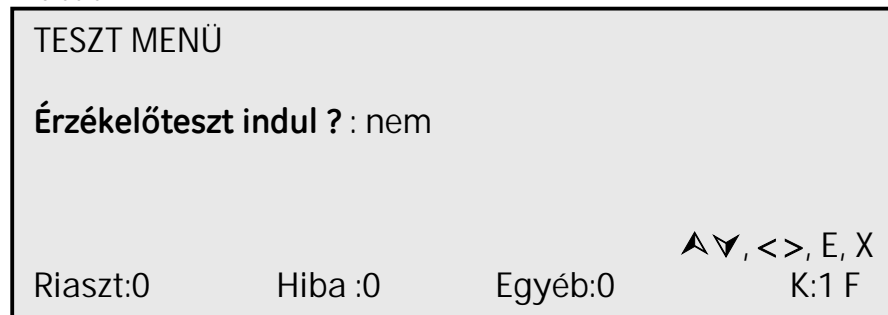 TESZT MENÜ
Érzékelőteszt indul ? : nem
⮝⮟, < >, E, X
Riaszt:0 Hiba :0 Egyéb:0 K:1 F